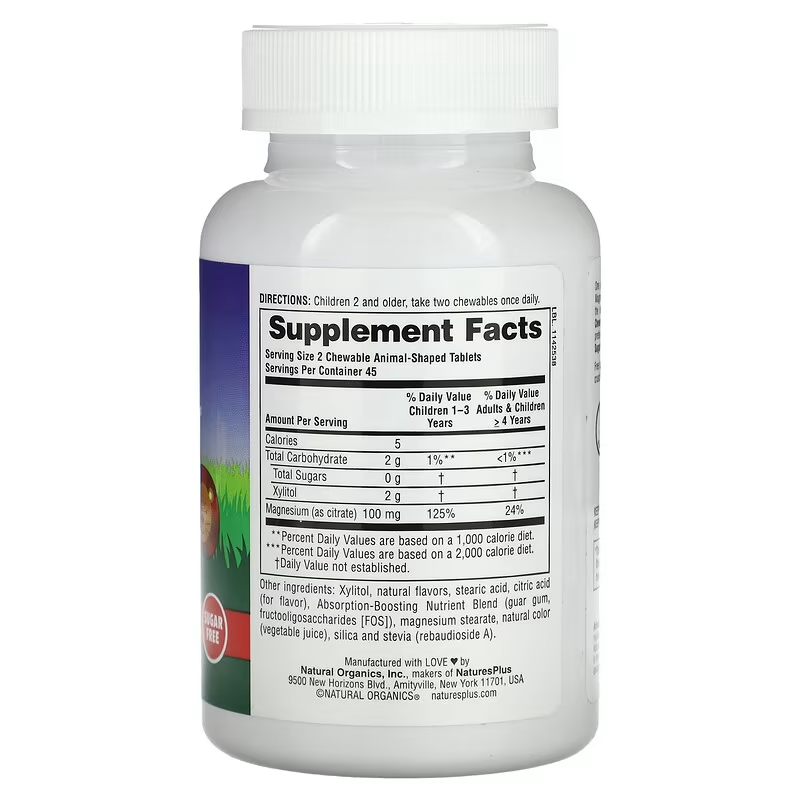 DIRECTIONS: Children 2 and older, take two chewables once daily.
Supplement Facts
Serving Size 2 Chewable Animal-Shaped Tablets
Servings Per Container 45
Amount Per Serving % Daily Value Children 1–3 Years % Daily Value Adults & Children ≥ 4 Years
Calories 5
Total Carbohydrate 2 g 1%** <1%***
Total Sugars 0 g † †
Xylitol 2 g † †
Magnesium (as citrate) 100 mg 125% 24%
**Percent Daily Values are based on a 1,000 calorie diet.
***Percent Daily Values are based on a 2,000 calorie diet.
†Daily Value not established.
Other ingredients: Xylitol, natural flavors, stearic acid, citric acid
(for flavor), Absorption-Boosting Nutrient Blend (guar gum,
fructooligosaccharides [FOS]), magnesium stearate, natural color
(vegetable juice), silica and stevia (rebaudioside A).
Manufactured with LOVE ♥ by
Natural Organics, Inc., makers of NaturesPlus
9500 New Horizons Blvd., Amityville, New York 11701, USA
©NATURAL ORGANICS® naturesplus.com
LBL. 1142538
SUGAR
FREE